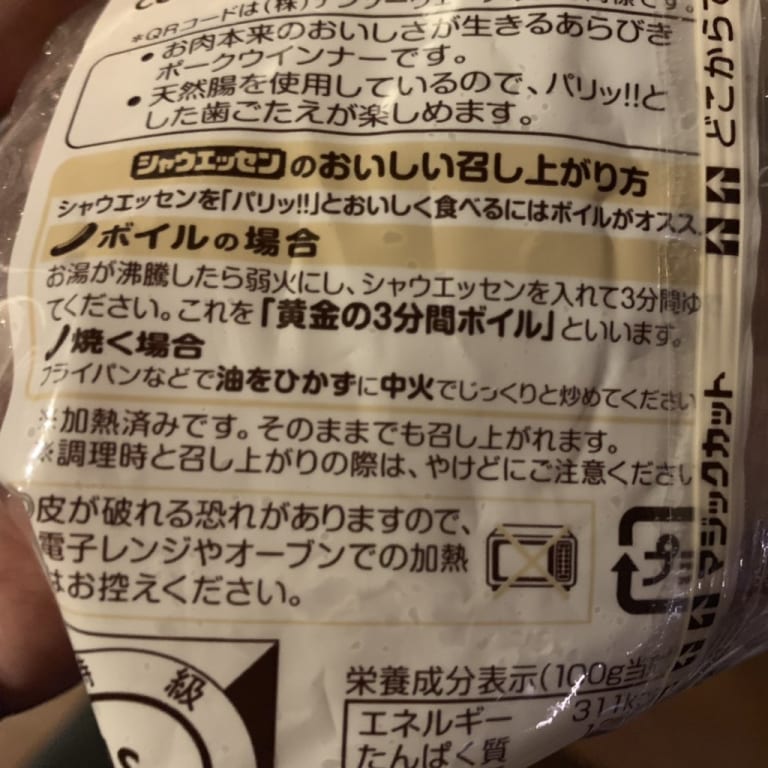 *QRコードは(株)デンソーウェーブ
• お肉本来のおいしさが生きるあらびき
ポークウインナーです。
• 天然腸を使用しているので、パリッ!!と
した歯ごたえが楽しめます。
シャウエッセンのおいしい召し上がり方
シャウエッセンを「パリッ!!」とおいしく食べるにはボイルがオスス
ボイルの場合
お湯が沸騰したら弱火にし、シャウエッセンを入れて3分間ゆ
てください。これを「黄金の3分間ボイル」といいます。
焼く場合
フライパンなどで油をひかずに中火でじっくりと炒めてください
※加熱済みです。そのままでも召し上がれます。
※調理時と召し上がりの際は、やけどにご注意ください
皮が破れる恐れがありますので、
電子レンジやオーブンでの加熱
はお控えください。
プラ
どこから
マジックカット
級
S
栄養成分表示(100g当
エネルギー 311k
たんぱく質